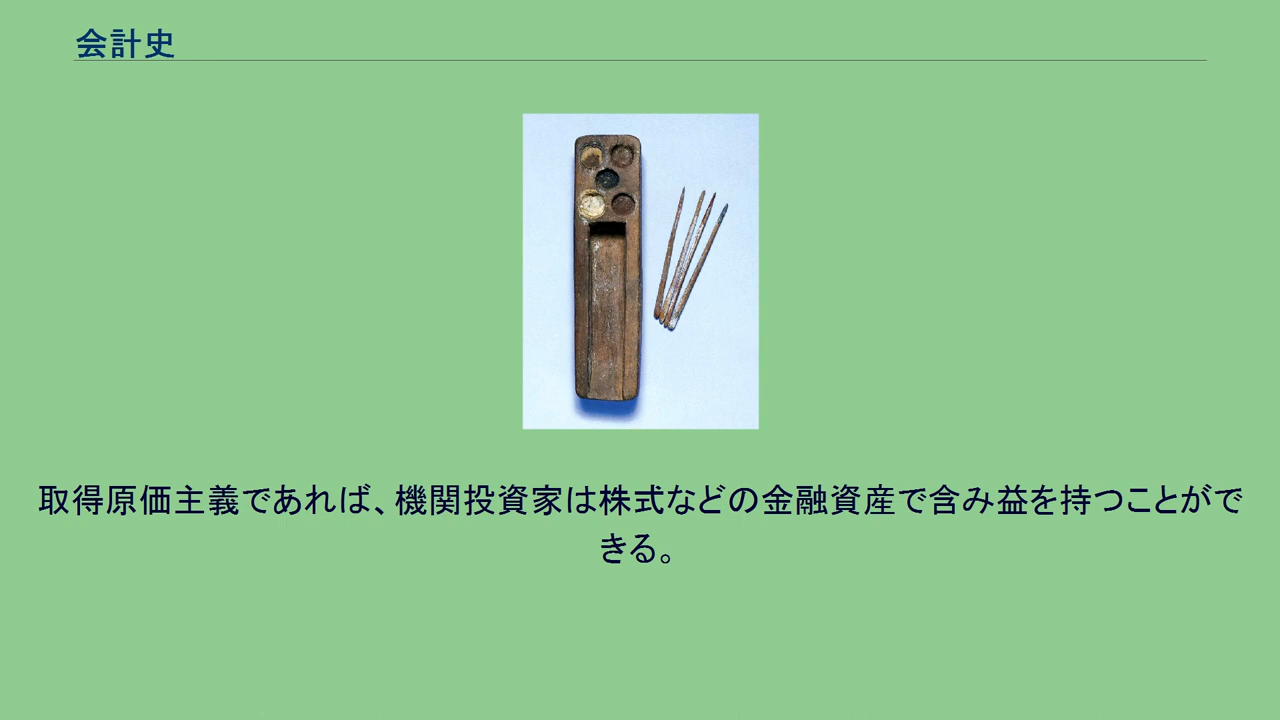 会計史
取得原価主義であれば、機関投資家は株式などの金融資産で含み益を持つことがで
きる。